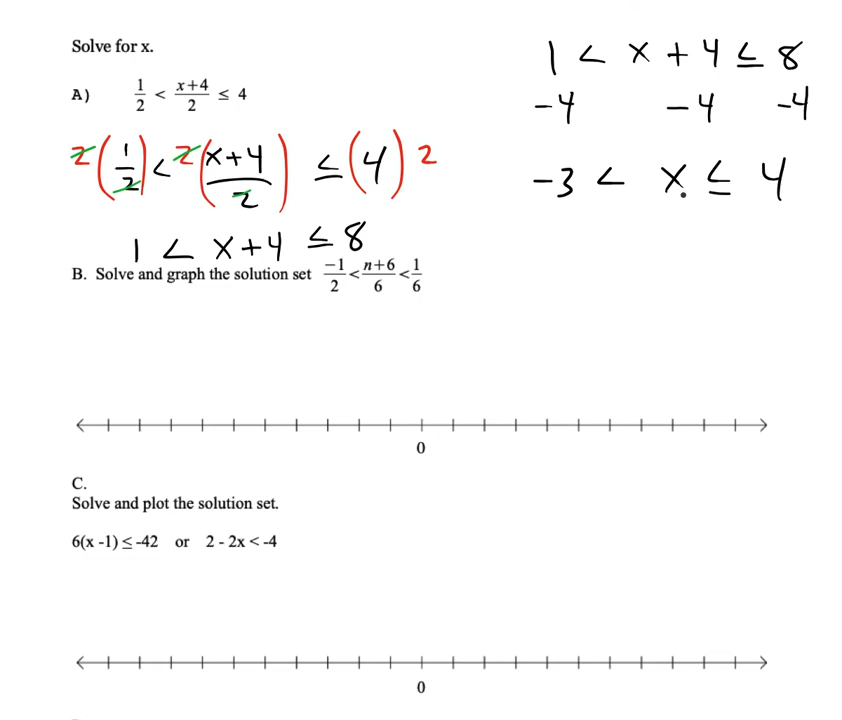 Solve for x.
A) 1/2 < x+4/2 ≤ 4
2(1/2) < 2(x+4/2) ≤ (4) 2
1 < x+4 ≤ 8
1 < x + 4 ≤ 8
-4 -4 -4
-3 < x ≤ 4
B. Solve and graph the solution set -1/2 < n+6/6 < 1/6
0
C.
Solve and plot the solution set.
6(x -1) ≤ -42 or 2 - 2x < -4
0